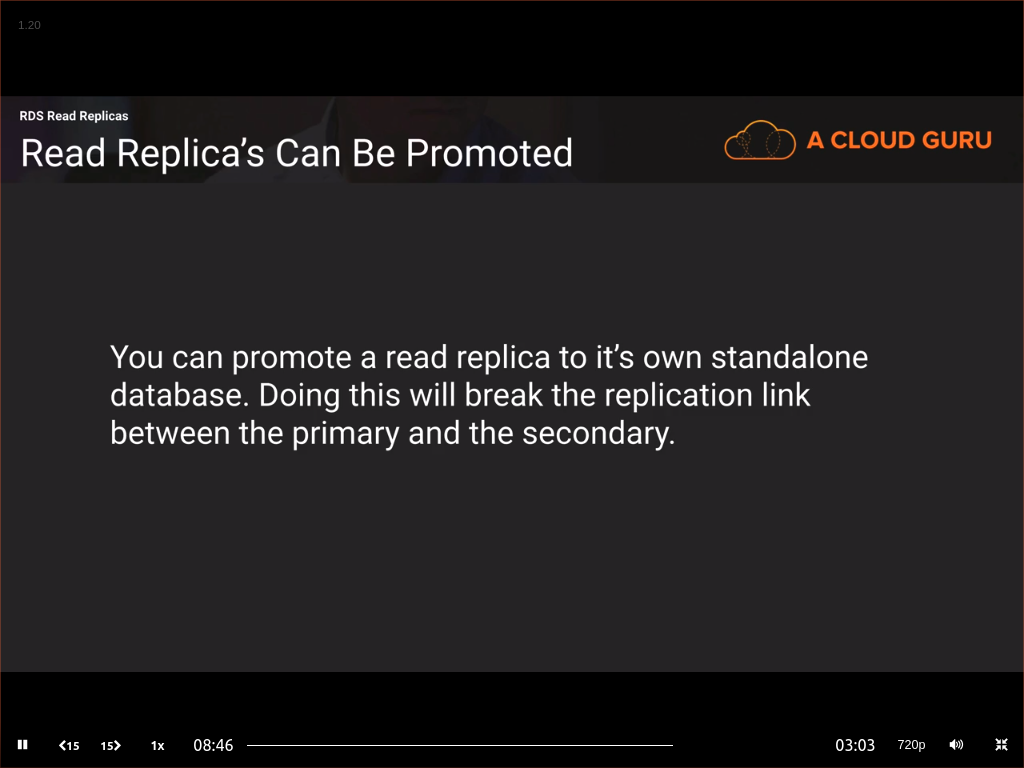 1.20
RDS Read Replicas
Read Replica’s Can Be Promoted
A CLOUD GURU
You can promote a read replica to it’s own standalone
database. Doing this will break the replication link
between the primary and the secondary.
15 15 1x 08:46 03:03 720p